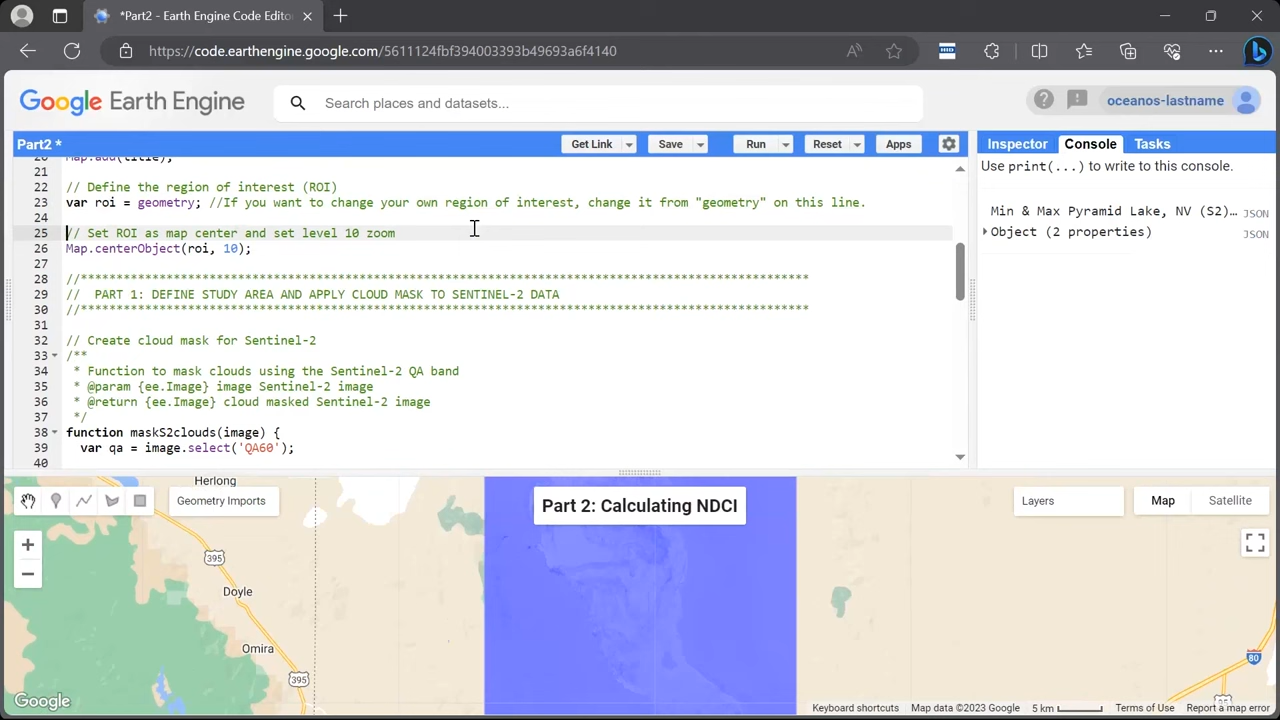 *Part2 - Earth Engine Code Edito
https://code.earthengine.google.com/5611124fbf394003393b49693a6f4140
Google Earth Engine
Search places and datasets...
oceanos-lastname
Part2 *
Get Link
Save
Run
Reset
Apps
Inspector
Console
Tasks
20 Map.add(title);
21
22 // Define the region of interest (ROI)
23 var roi = geometry; //If you want to change your own region of interest, change it from "geometry" on this line.
24
25 // Set ROI as map center and set level 10 zoom
26 Map.centerObject(roi, 10);
27
28 //*******************************************************************************************************
29 // PART 1: DEFINE STUDY AREA AND APPLY CLOUD MASK TO SENTINEL-2 DATA
30 //*******************************************************************************************************
31
32 // Create cloud mask for Sentinel-2
33 /**
34 * Function to mask clouds using the Sentinel-2 QA band
35 * @param {ee.Image} image Sentinel-2 image
36 * @return {ee.Image} cloud masked Sentinel-2 image
37 */
38 function maskS2clouds(image) {
39 var qa = image.select('QA60');
40
Use print(...) to write to this console.
Min & Max Pyramid Lake, NV (S2)... JSON
Object (2 properties) JSON
Herlong
Geometry Imports
Part 2: Calculating NDCI
Layers
Map
Satellite
+
−
395
Doyle
Omira
395
80
Google
Keyboard shortcuts
Map data ©2023 Google
5 km
Terms of Use
Report a map error